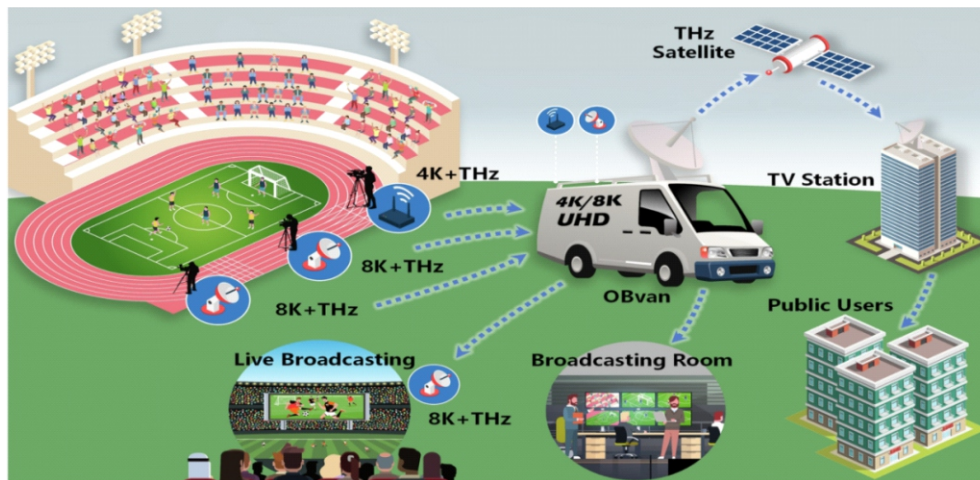 THz
Satellite
4K+THz
4K/8K
UHD
TV Station
8K+THz
OBvan
8K+THz
Public Users
Live Broadcasting
Broadcasting Room
8K+THz